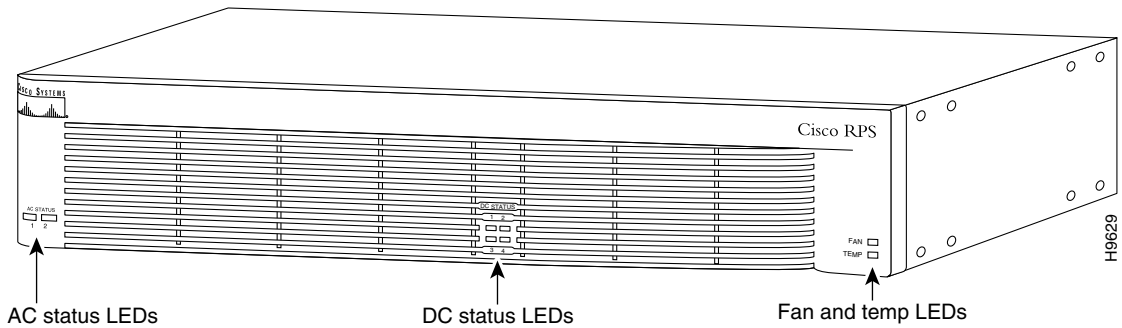 CISCO SYSTEMS
Cisco RPS
AC STATUS
1 2
DC STATUS
1 2
3 4
FAN
TEMP
H9629
AC status LEDs
DC status LEDs
Fan and temp LEDs